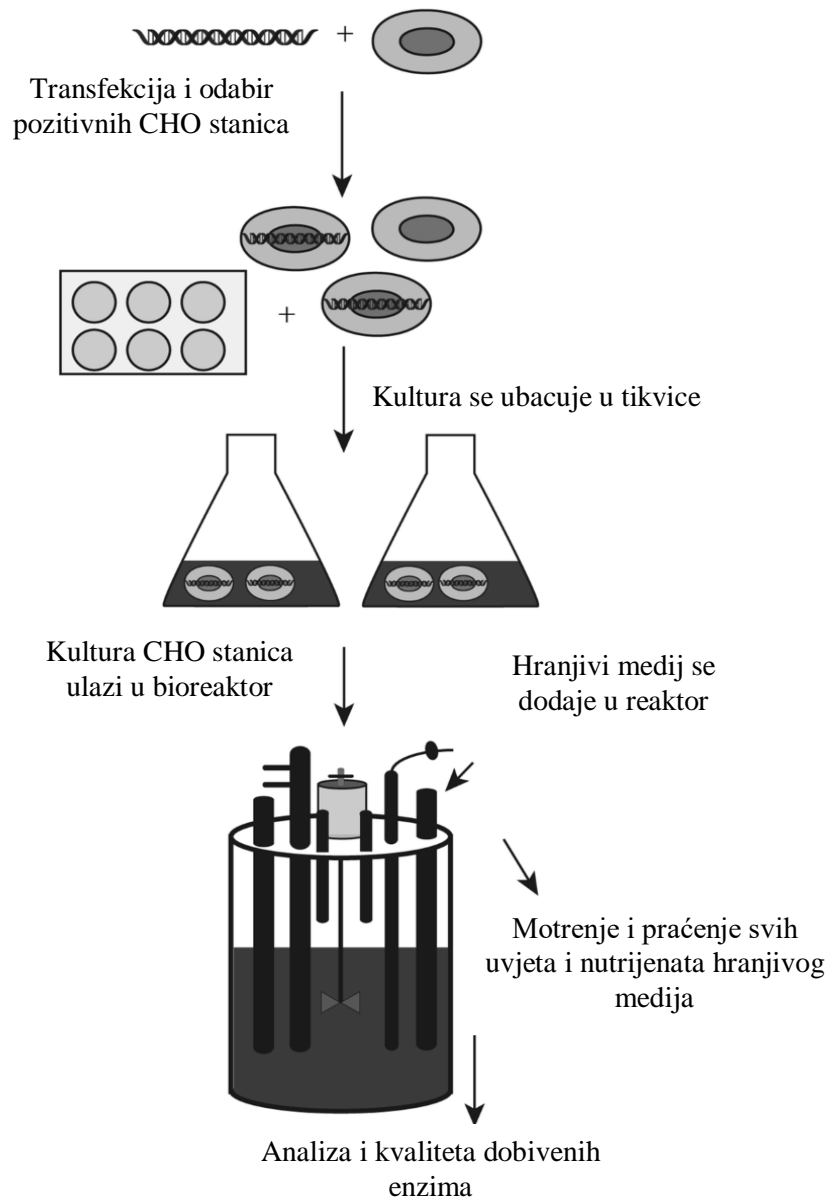 +
Transfekcija i odabir
pozitivnih CHO stanica
+
Kultura se ubacuje u tikvice
Kultura CHO stanica
ulazi u bioreaktor
Hranjivi medij se
dodaje u reaktor
Motrenje i praćenje svih
uvjeta i nutrijenata hranjivog
medija
Analiza i kvaliteta dobivenih
enzima